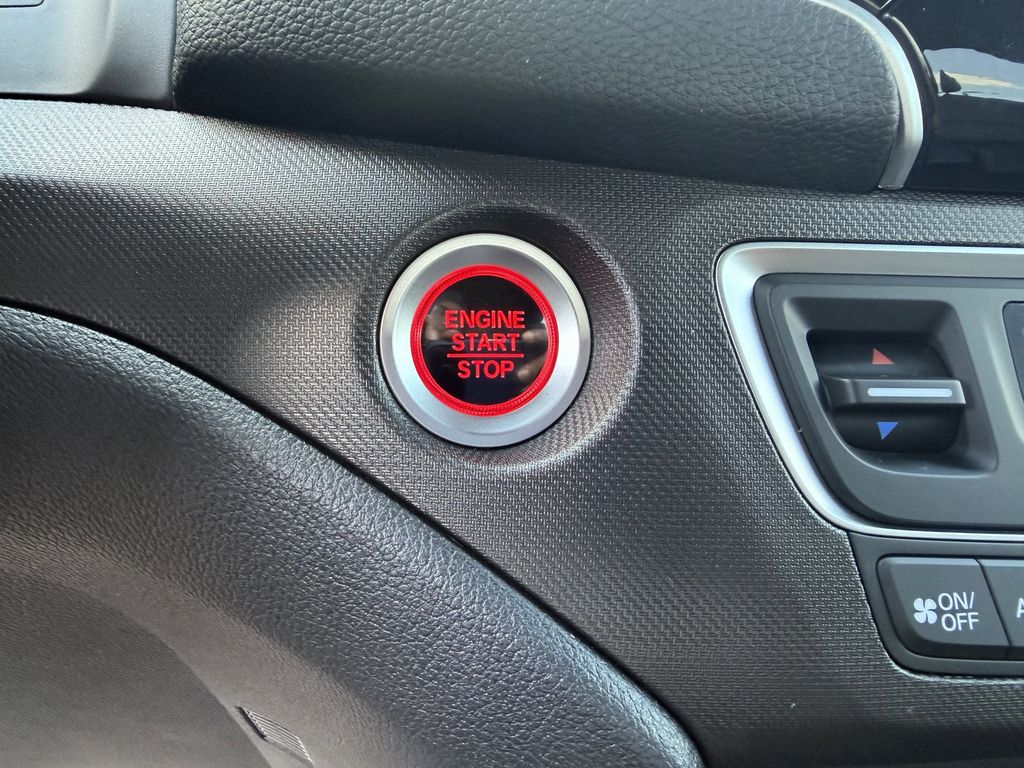 ENGINE
START
STOP
ON/
OFF
A